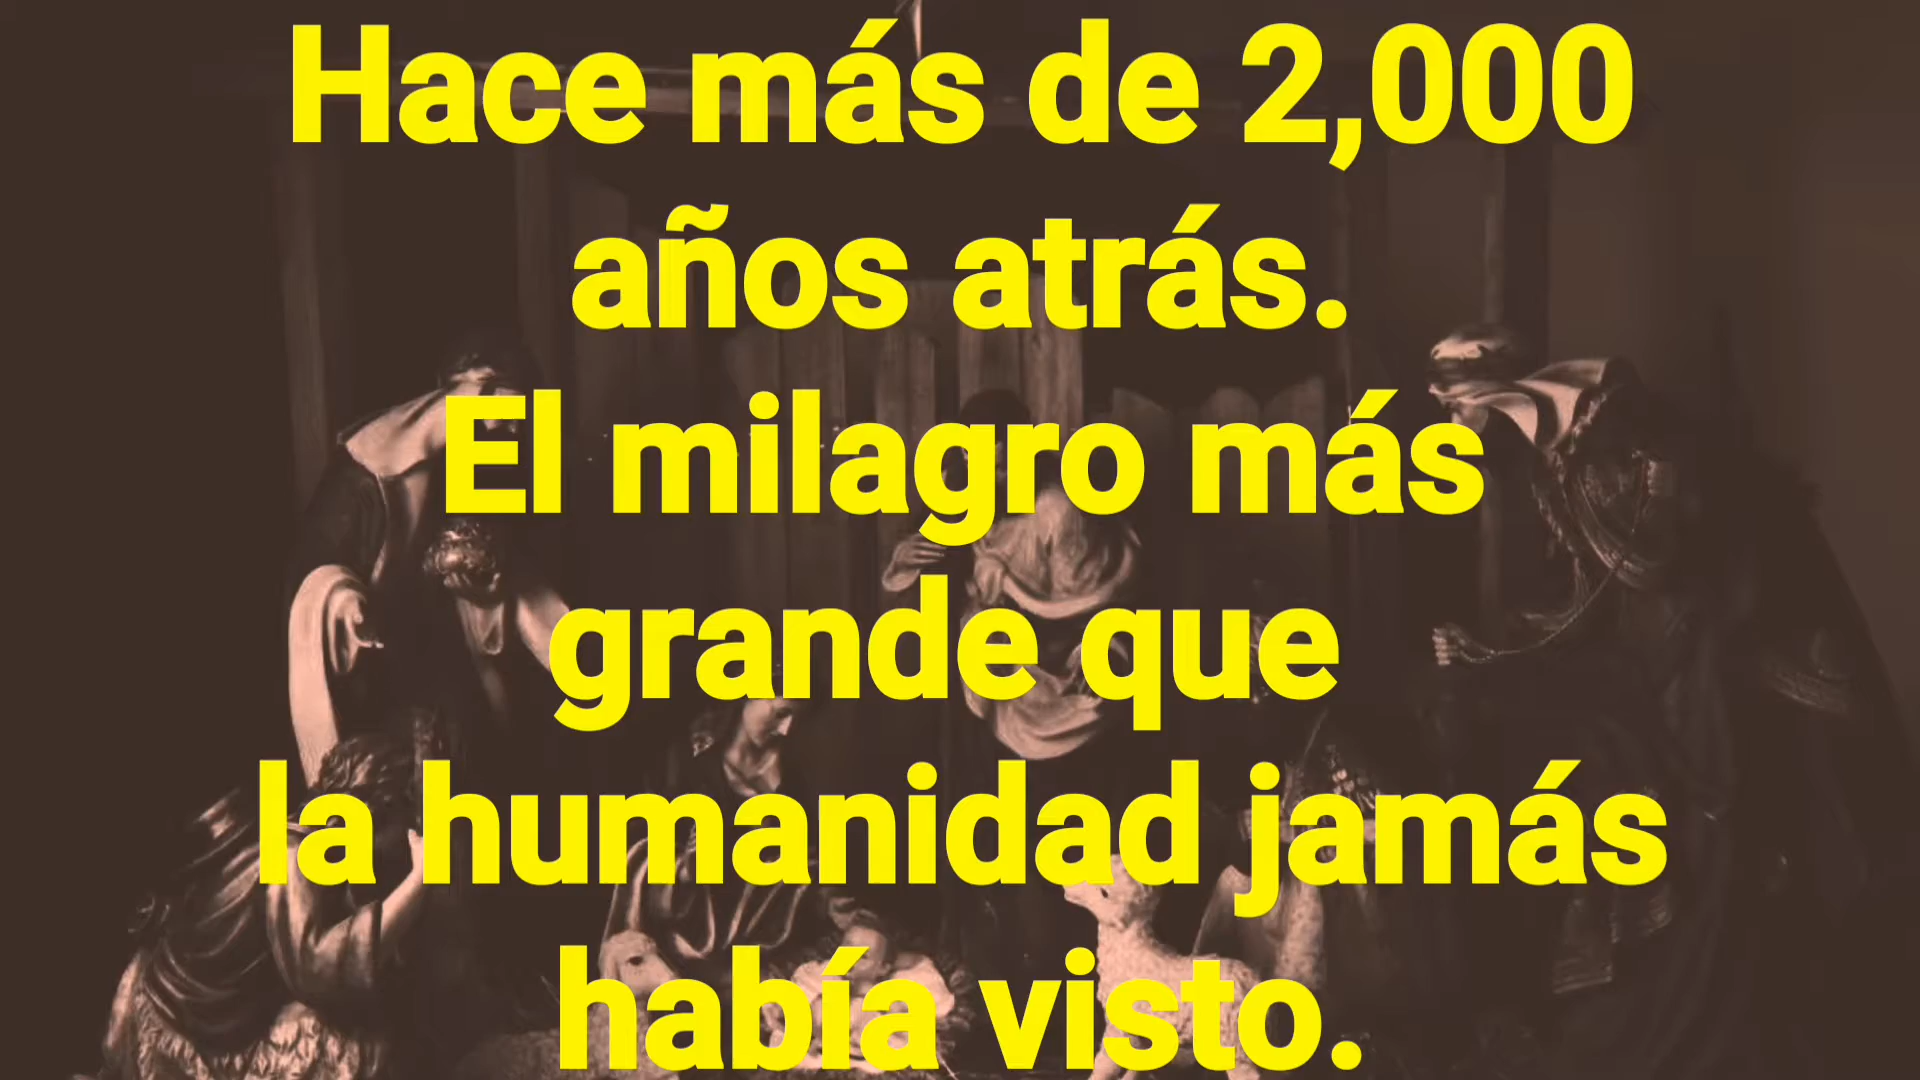 Hace más de 2,000
años atrás.
El milagro más
grande que
la humanidad jamás
había visto.